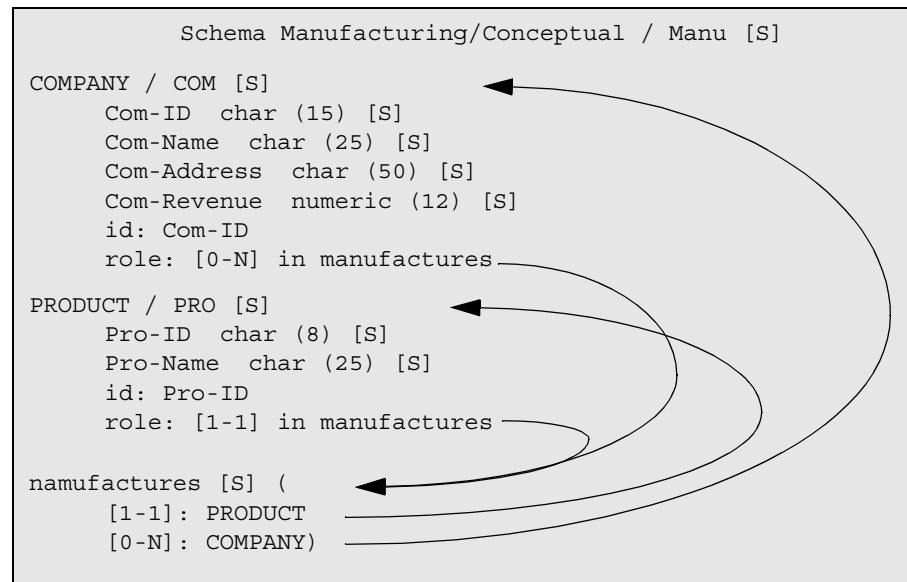 Schema Manufacturing/Conceptual / Manu [S]
COMPANY / COM [S]
Com-ID char (15) [S]
Com-Name char (25) [S]
Com-Address char (50) [S]
Com-Revenue numeric (12) [S]
id: Com-ID
role: [0-N] in manufactures
PRODUCT / PRO [S]
Pro-ID char (8) [S]
Pro-Name char (25) [S]
id: Pro-ID
role: [1-1] in manufactures
namufactures [S] (
[1-1]: PRODUCT
[0-N]: COMPANY)